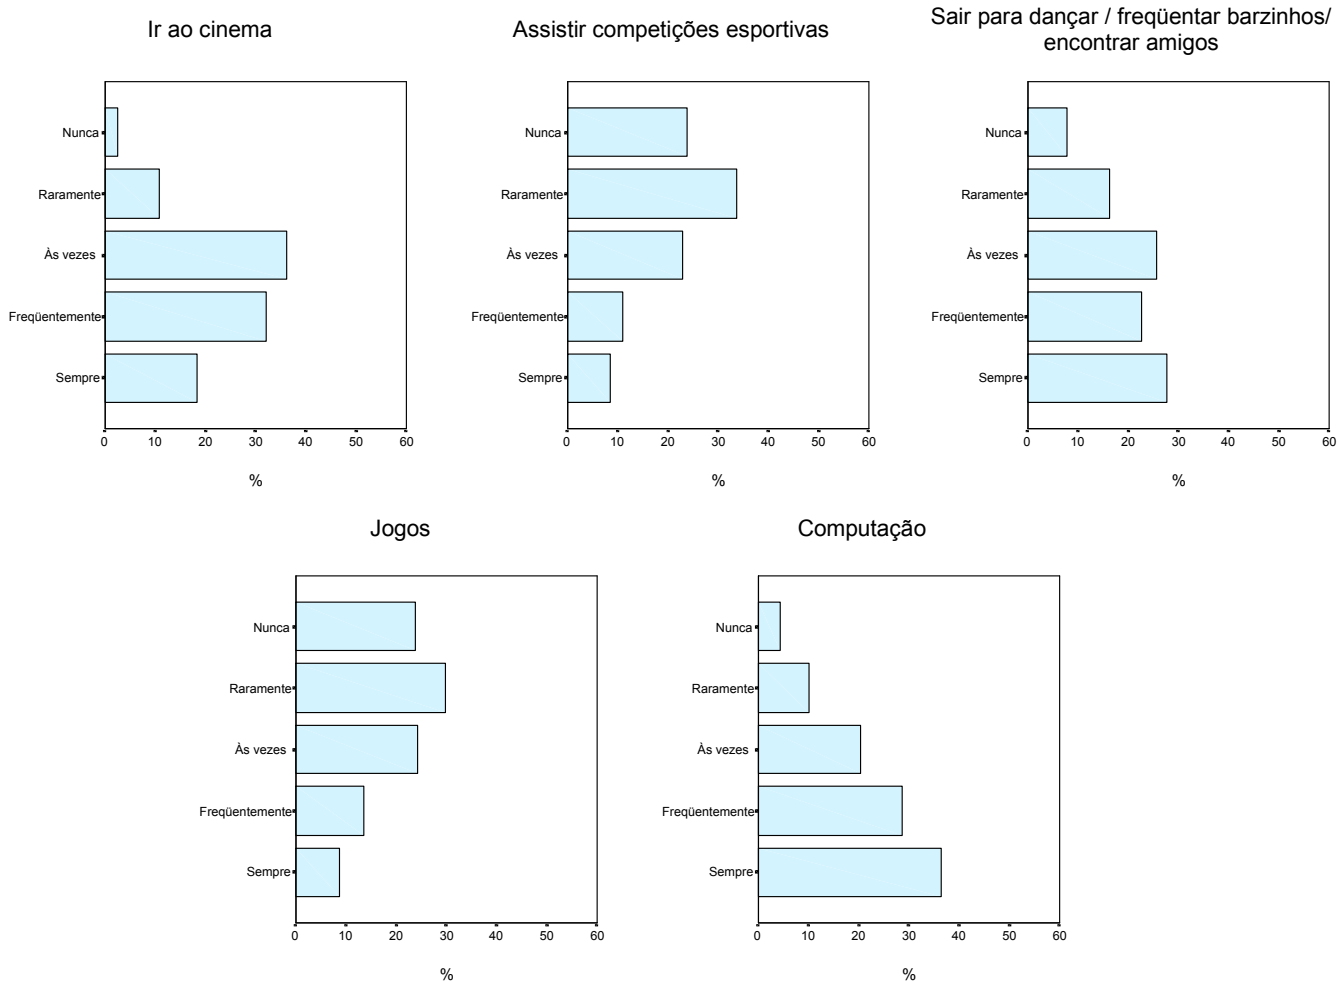 Ir ao cinema
Nunca
Raramente
Às vezes
Freqüentemente
Sempre
0 10 20 30 40 50 60
%
Assistir competições esportivas
Nunca
Raramente
Às vezes
Freqüentemente
Sempre
0 10 20 30 40 50 60
%
Sair para dançar / freqüentar barzinhos/
encontrar amigos
Nunca
Raramente
Às vezes
Freqüentemente
Sempre
0 10 20 30 40 50 60
%
Jogos
Nunca
Raramente
Às vezes
Freqüentemente
Sempre
0 10 20 30 40 50 60
%
Computação
Nunca
Raramente
Às vezes
Freqüentemente
Sempre
0 10 20 30 40 50 60
%